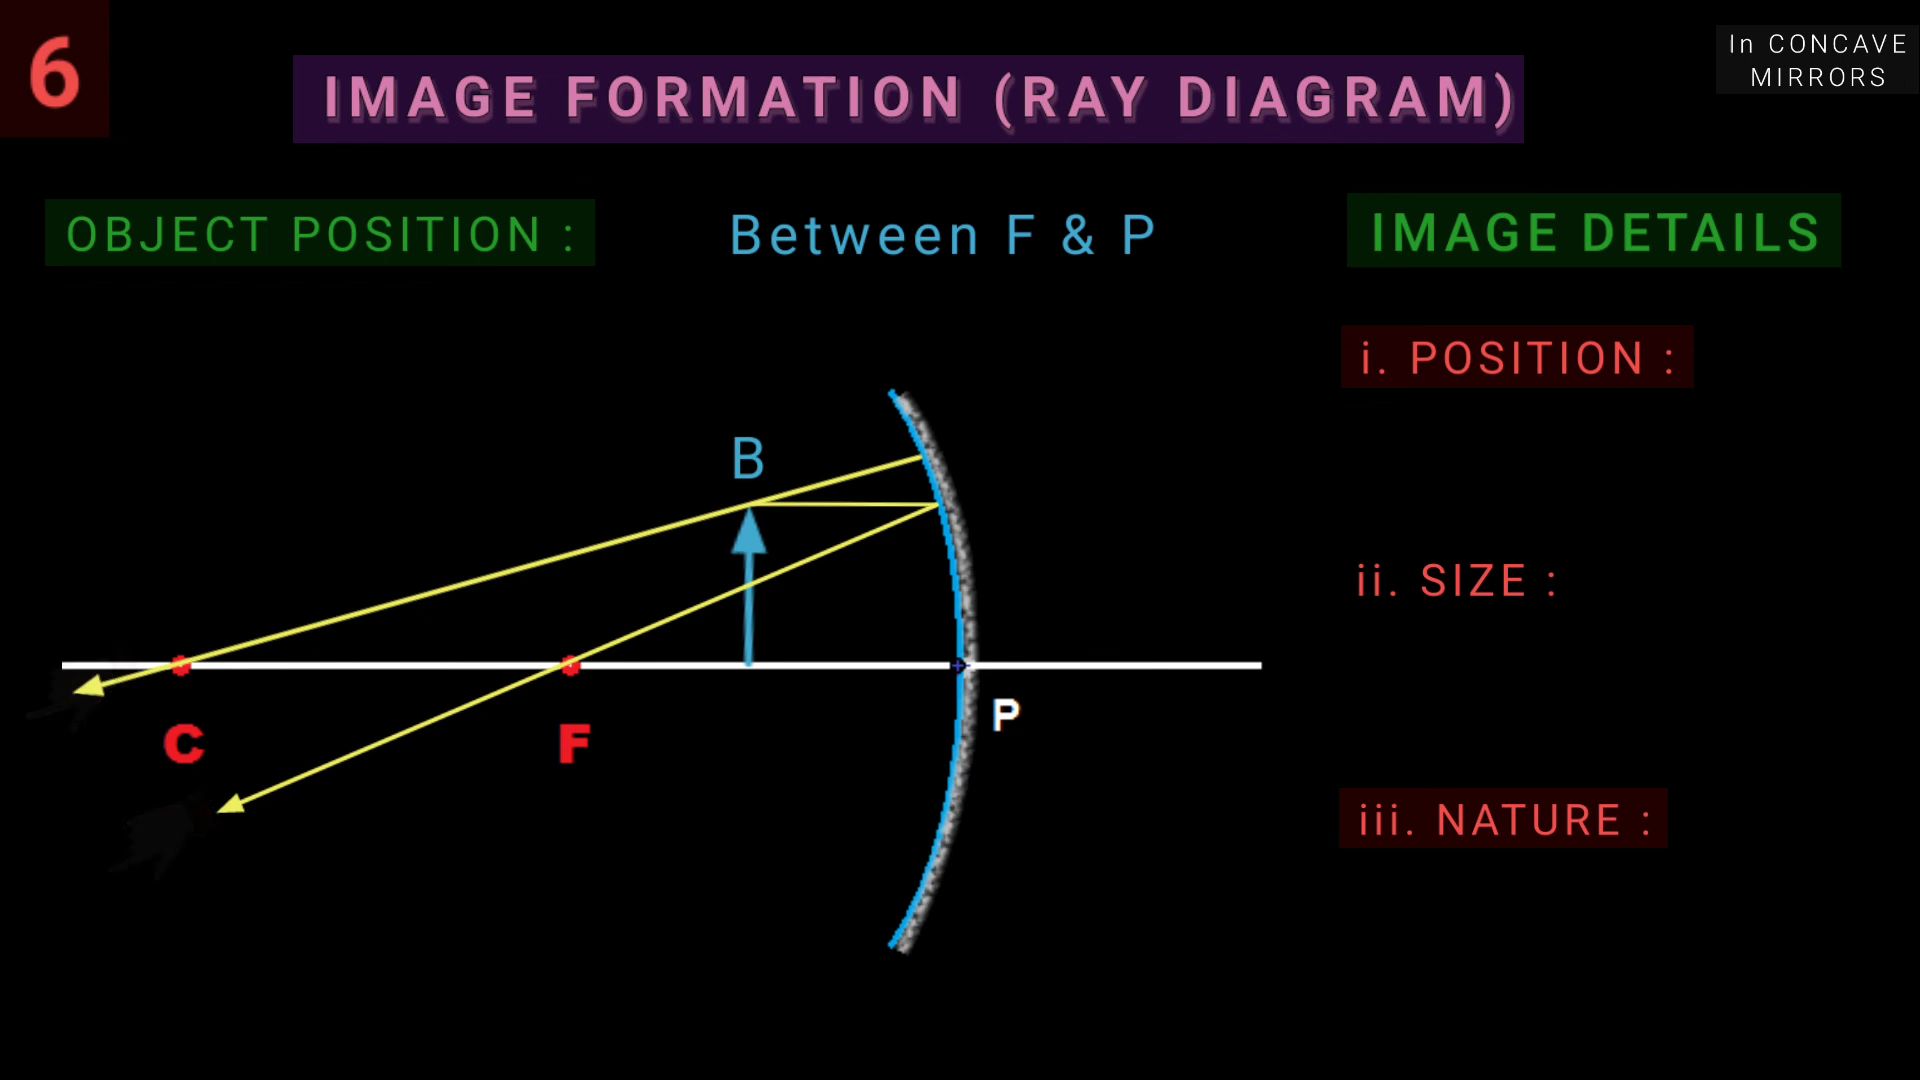 6
IMAGE FORMATION (RAY DIAGRAM)
In CONCAVE
MIRRORS
OBJECT POSITION :
Between F & P
IMAGE DETAILS
i. POSITION :
B
ii. SIZE :
P
C
F
iii. NATURE :